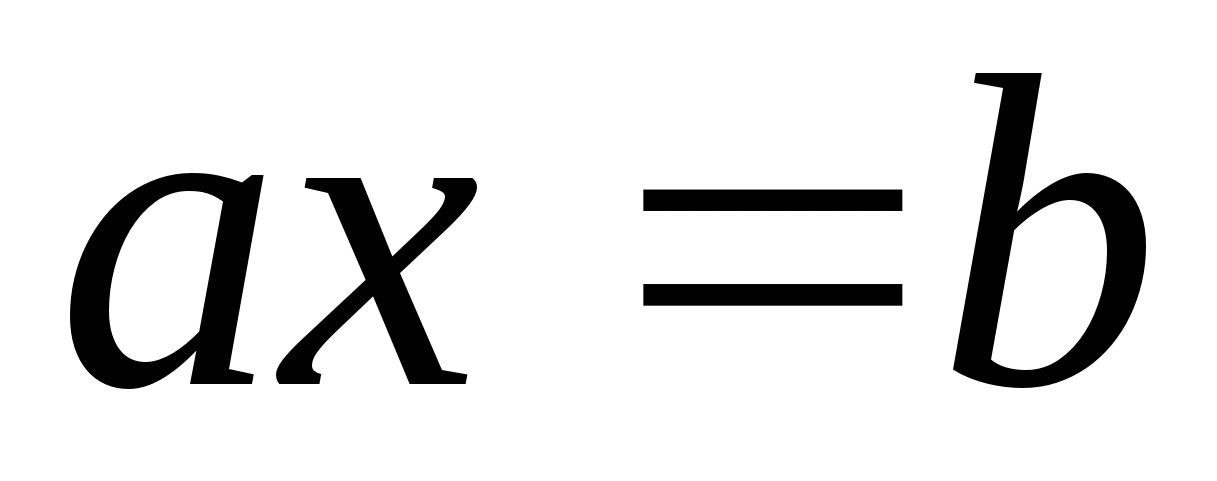 ax = b